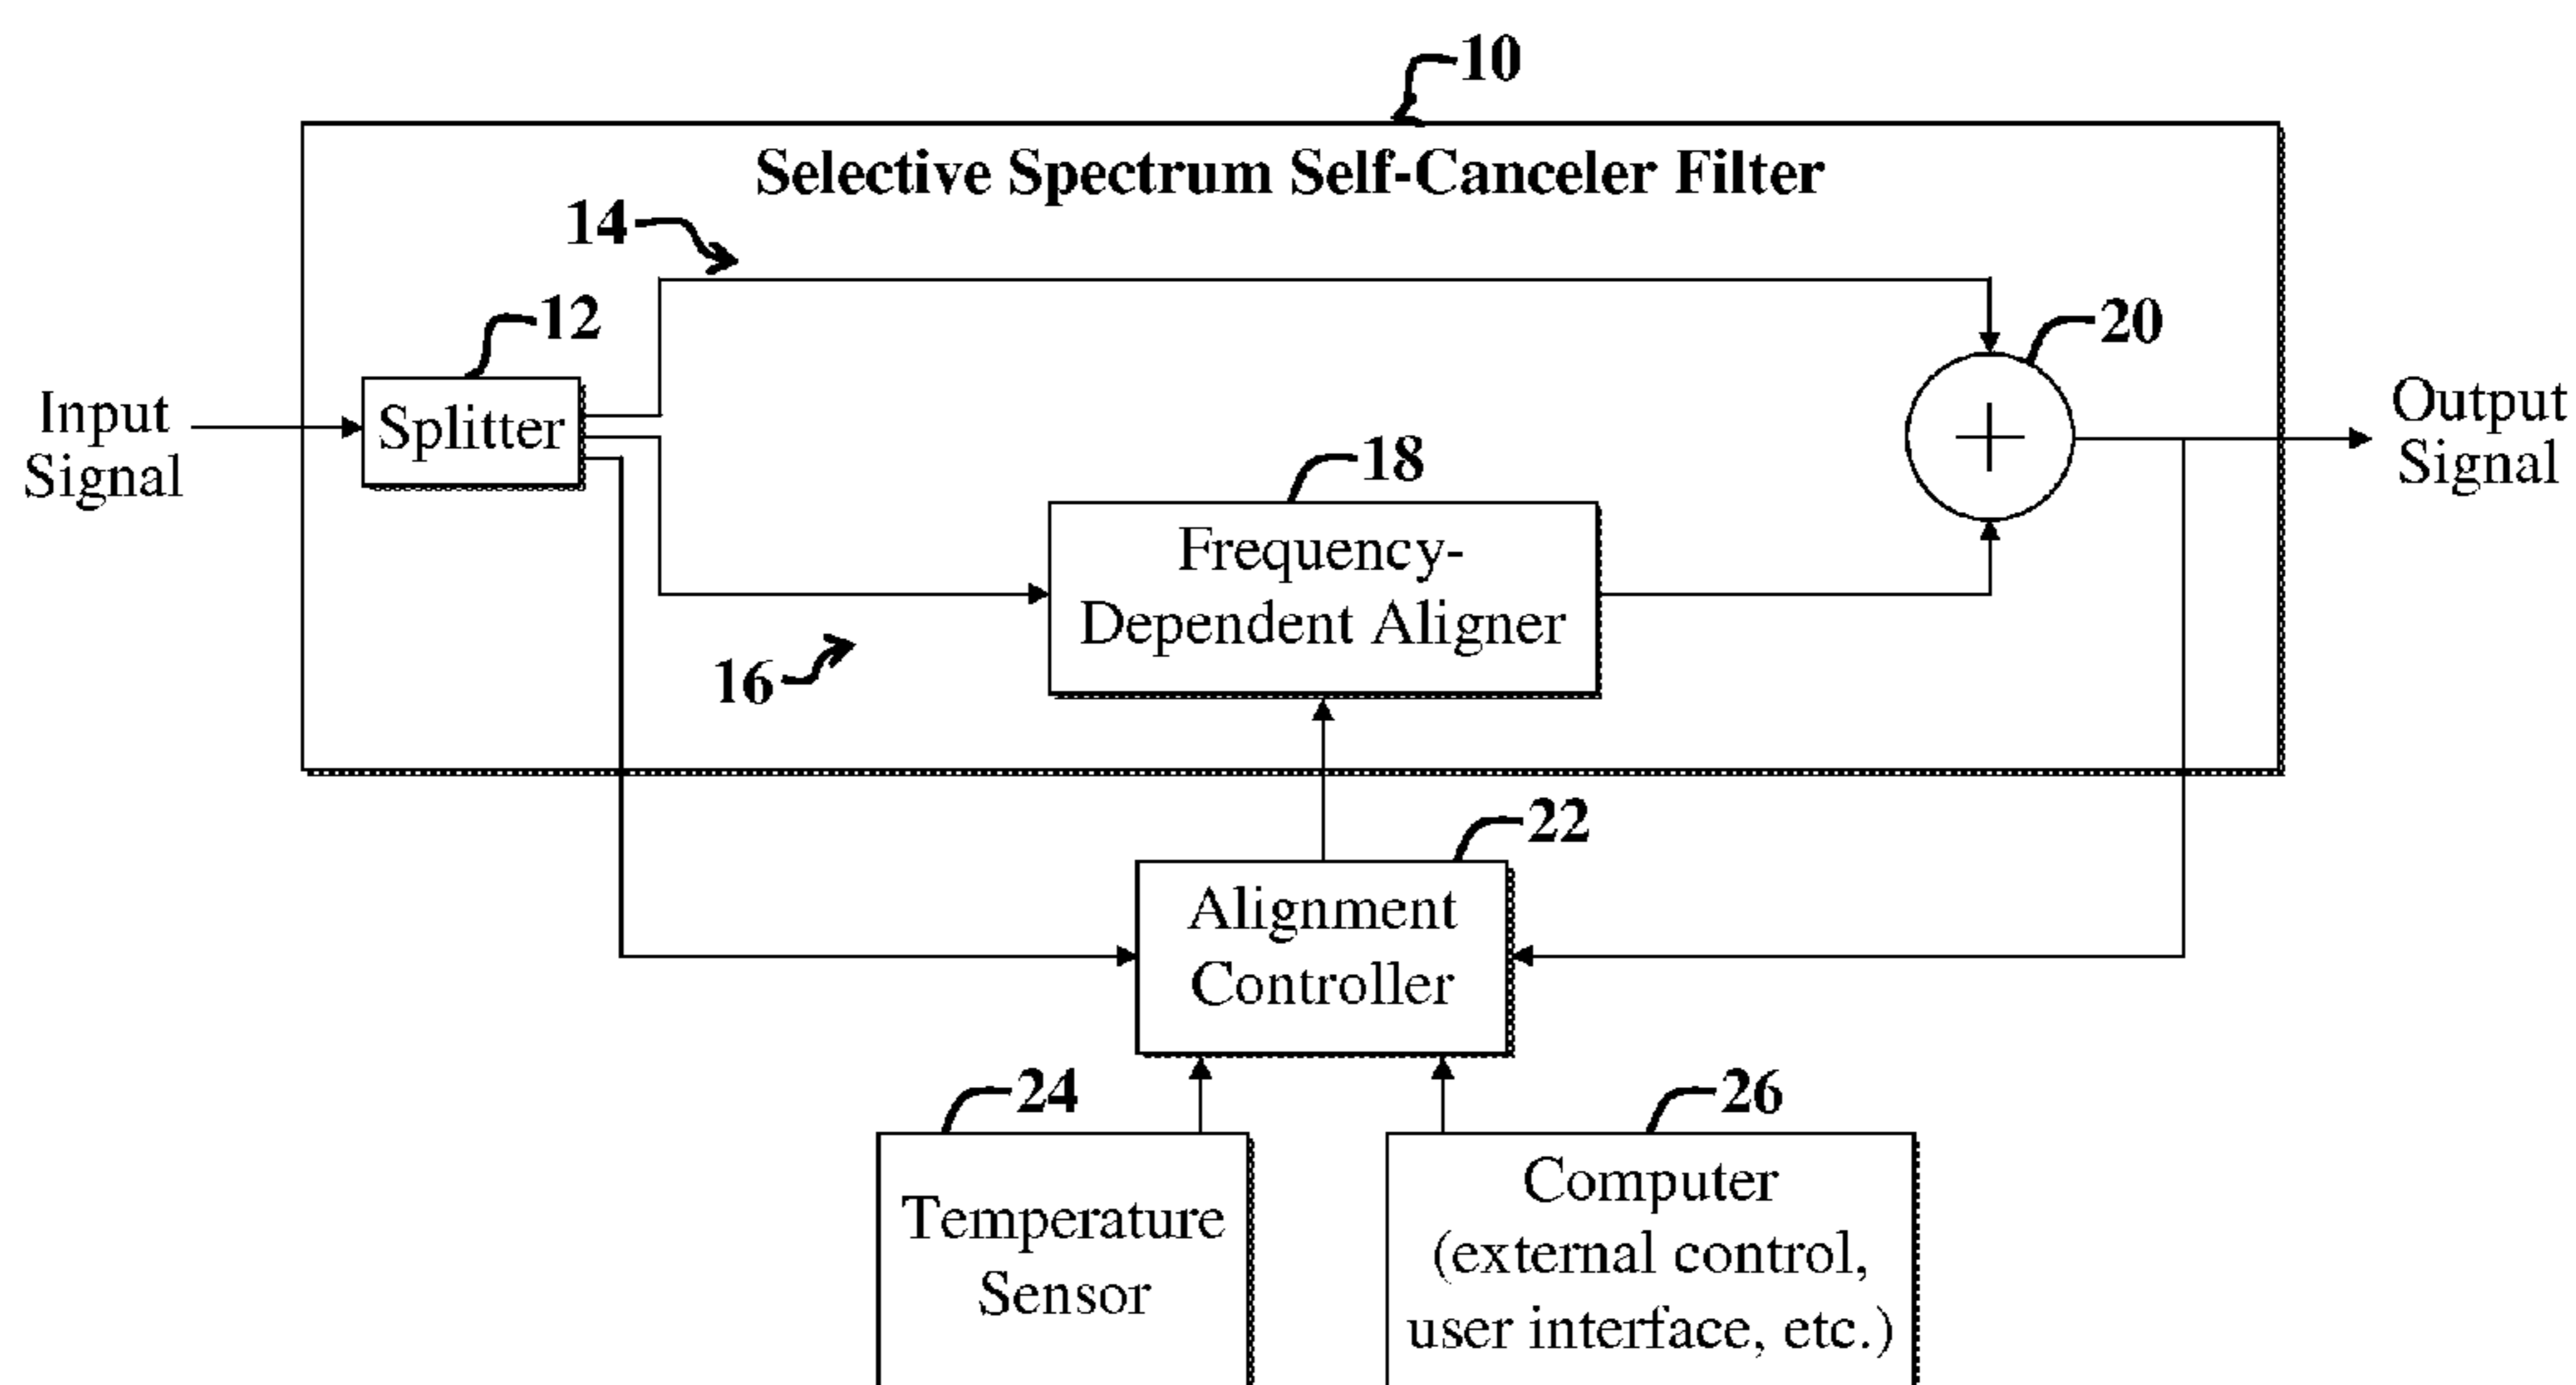 10
Selective Spectrum Self-Canceler Filter
14
12
20
Input
Signal
Splitter
Output
Signal
18
Frequency-
Dependent Aligner
16
22
Alignment
Controller
24
26
Temperature
Sensor
Computer
(external control,
user interface, etc.)